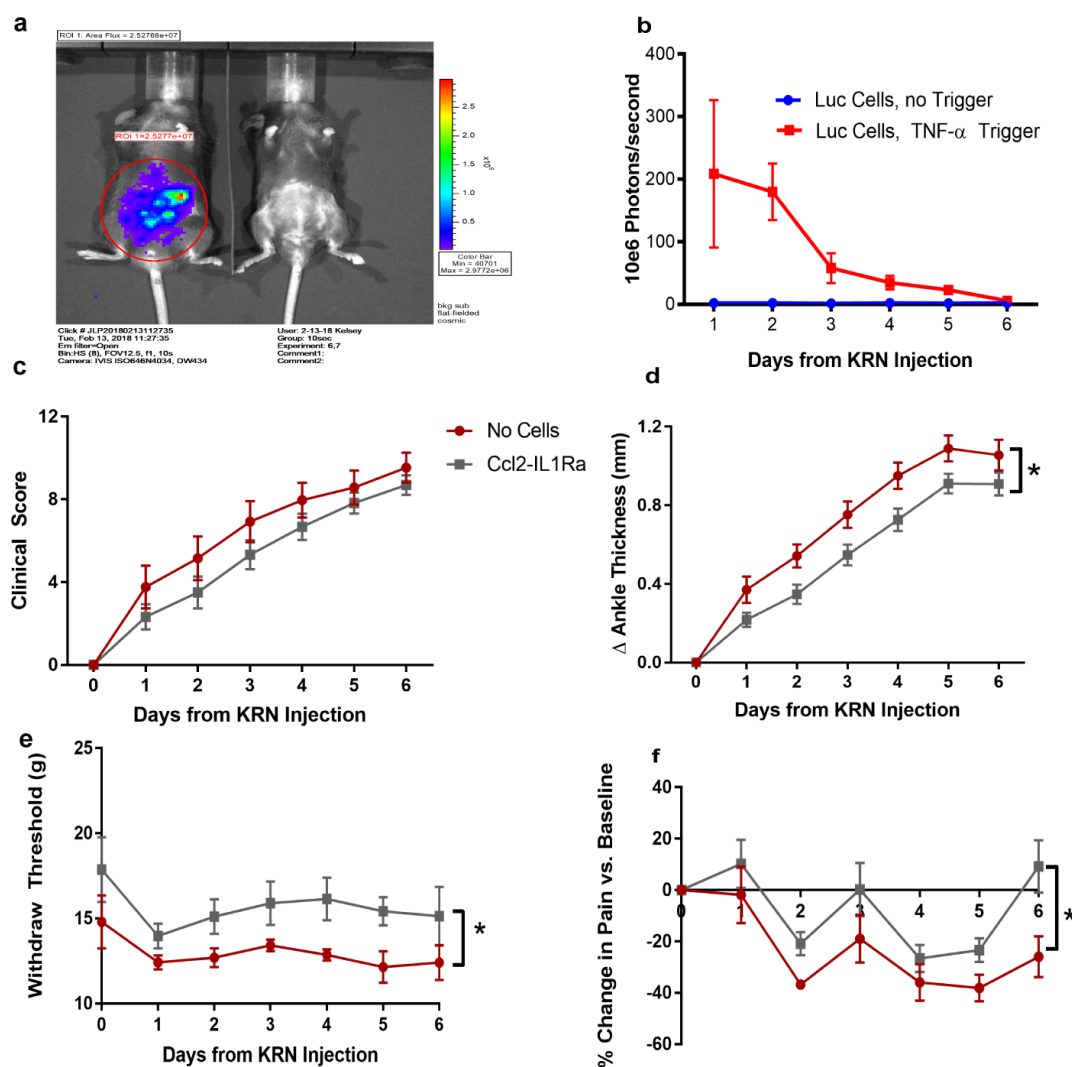 a
ROI 1: Area Flux = 2.52768e+07
ROI 1=2.5277e+07
2.5
2.0
1.5
1.0
0.5
Color Bar
Min = 40701
Max = 2.9772e+06
bkg sub
flat-fielded
cosmic
Click # JLP20180213112735
Tue, Feb 13, 2018 11:27:35
Em filter=Open
Bin:HS (8), FOV12.5, f1, 10s
Camera: IVIS ISO646N4034, DW434
User: 2-13-18 Kelsey
Group: 10sec
Experiment: 6,7
Comment1:
Comment2:
b
10e6 Photons/second
400
300
200
100
0
Luc Cells, no Trigger
Luc Cells, TNF-α Trigger
1 2 3 4 5 6
Days from KRN Injection
c
Clinical Score
12
8
4
0
No Cells
Ccl2-IL1Ra
0 1 2 3 4 5 6
Days from KRN Injection
d
Δ Ankle Thickness (mm)
1.2
0.8
0.4
0.0
*
0 1 2 3 4 5 6
Days from KRN Injection
e
Withdraw Threshold (g)
25
20
15
10
*
0 1 2 3 4 5 6
Days from KRN Injection
f
% Change in Pain vs. Baseline
40
20
0
-20
-40
-60
0 1 2 3 4 5 6
*
Days from KRN Injection